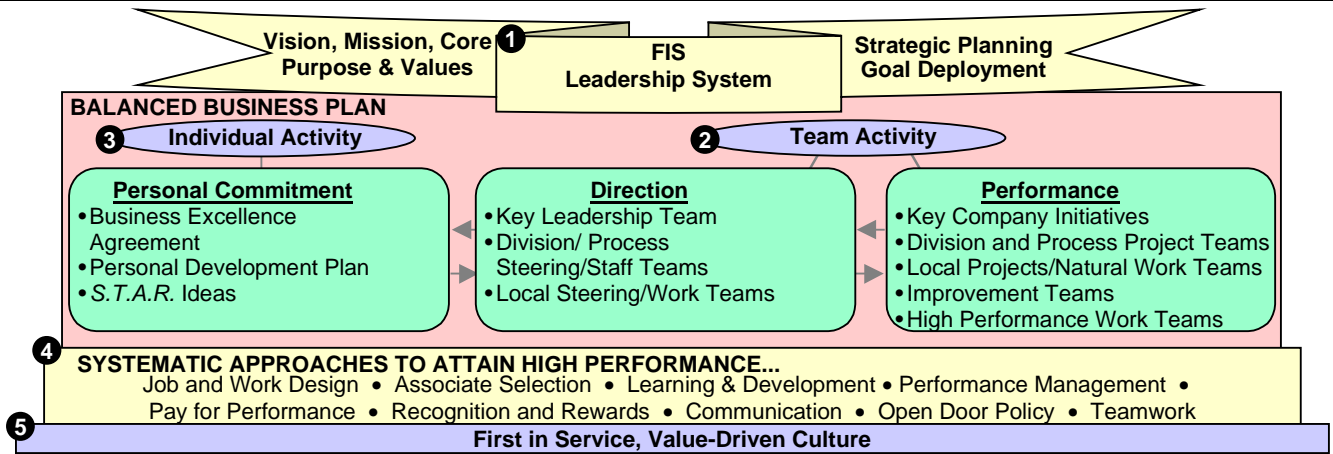 Vision, Mission, Core
Purpose & Values
1
FIS
Leadership System
Strategic Planning
Goal Deployment
BALANCED BUSINESS PLAN
3
Individual Activity
2
Team Activity
Personal Commitment
•Business Excellence
Agreement
•Personal Development Plan
•S.T.A.R. Ideas
Direction
•Key Leadership Team
•Division/ Process
Steering/Staff Teams
•Local Steering/Work Teams
Performance
•Key Company Initiatives
•Division and Process Project Teams
•Local Projects/Natural Work Teams
•Improvement Teams
•High Performance Work Teams
4
SYSTEMATIC APPROACHES TO ATTAIN HIGH PERFORMANCE...
Job and Work Design • Associate Selection • Learning & Development • Performance Management •
Pay for Performance • Recognition and Rewards • Communication • Open Door Policy • Teamwork
5
First in Service, Value-Driven Culture